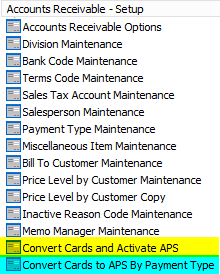 Accounts Receivable - Setup
Accounts Receivable Options
Division Maintenance
Bank Code Maintenance
Terms Code Maintenance
Sales Tax Account Maintenance
Salesperson Maintenance
Payment Type Maintenance
Miscellaneous Item Maintenance
Bill To Customer Maintenance
Price Level by Customer Maintenance
Price Level by Customer Copy
Inactive Reason Code Maintenance
Memo Manager Maintenance
Convert Cards and Activate APS
Convert Cards to APS By Payment Type